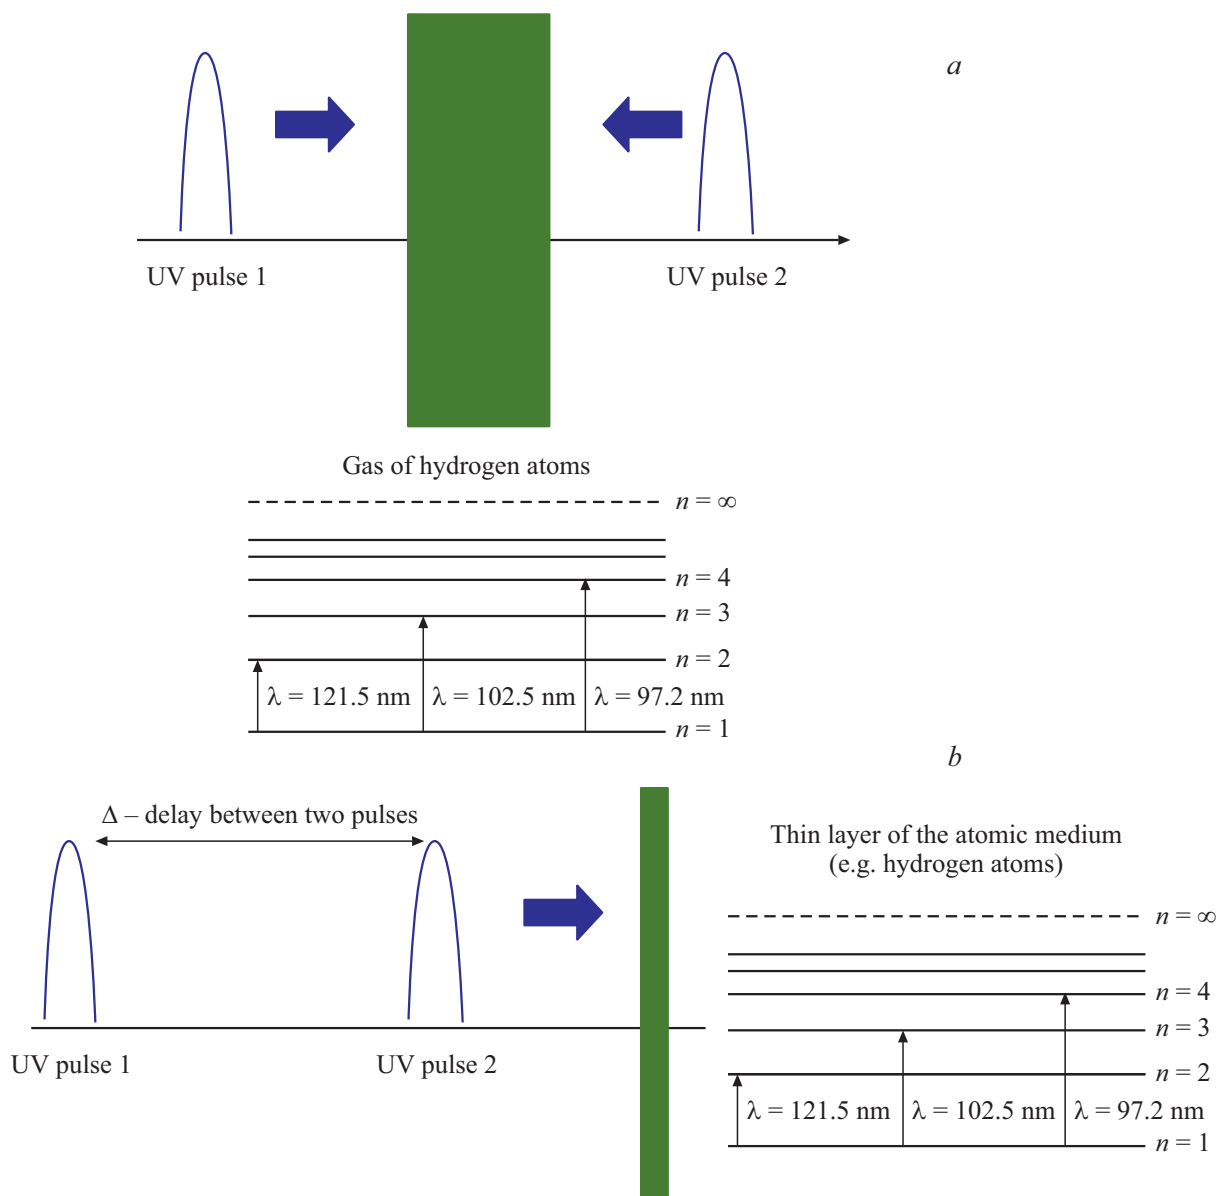 a
UV pulse 1
UV pulse 2
Gas of hydrogen atoms
n = ∞
n = 4
n = 3
n = 2
λ = 121.5 nm
λ = 102.5 nm
λ = 97.2 nm
n = 1
b
Δ – delay between two pulses
Thin layer of the atomic medium
(e.g. hydrogen atoms)
n = ∞
n = 4
n = 3
UV pulse 1
UV pulse 2
n = 2
λ = 121.5 nm
λ = 102.5 nm
λ = 97.2 nm
n = 1